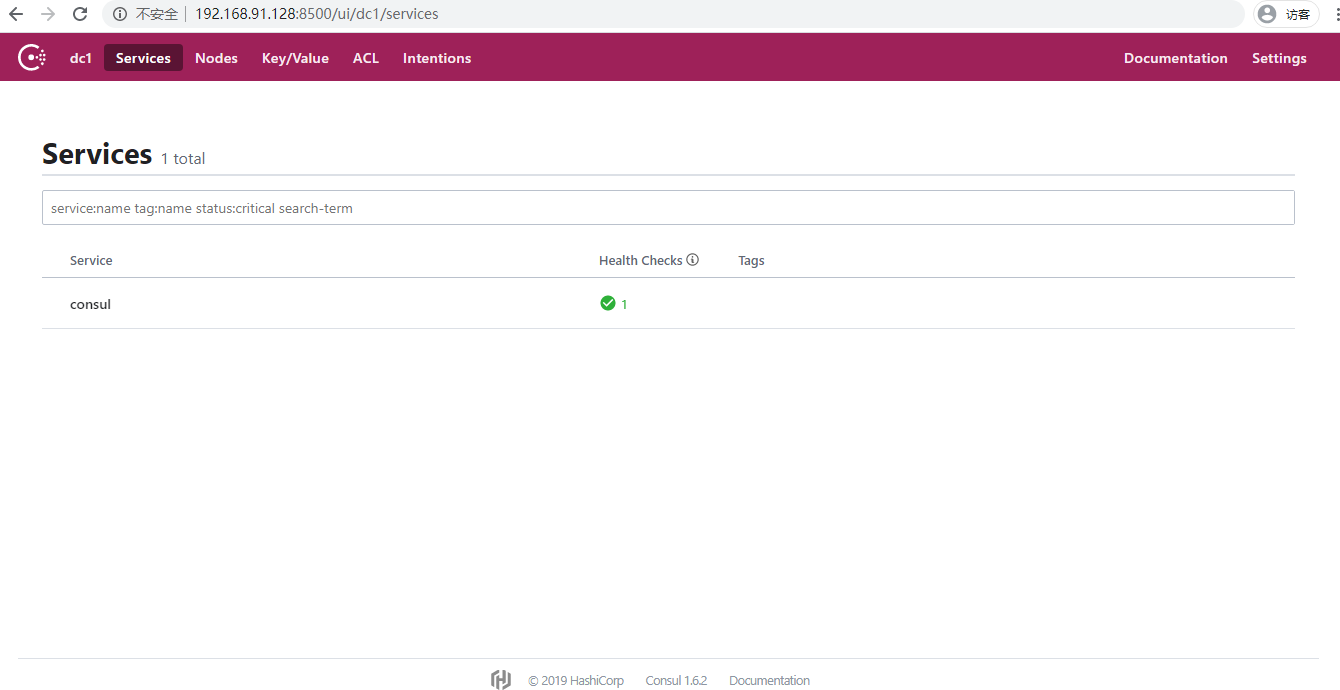 不安全 192.168.91.128:8500/ui/dc1/services 访客
dc1 Services Nodes Key/Value ACL Intentions Documentation Settings
Services 1 total
service:name tag:name status:critical search-term
Service Health Checks Tags
consul 1
© 2019 HashiCorp Consul 1.6.2 Documentation